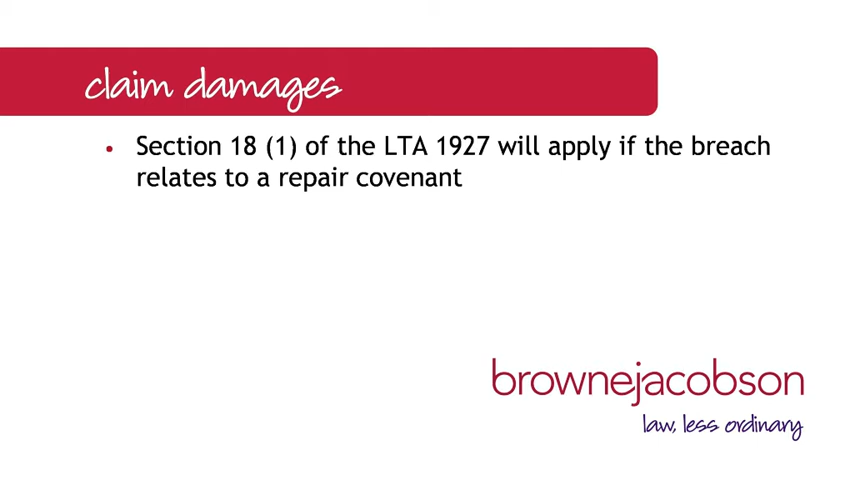 claim damages
• Section 18 (1) of the LTA 1927 will apply if the breach
relates to a repair covenant
brownejacobson
law, less ordinary